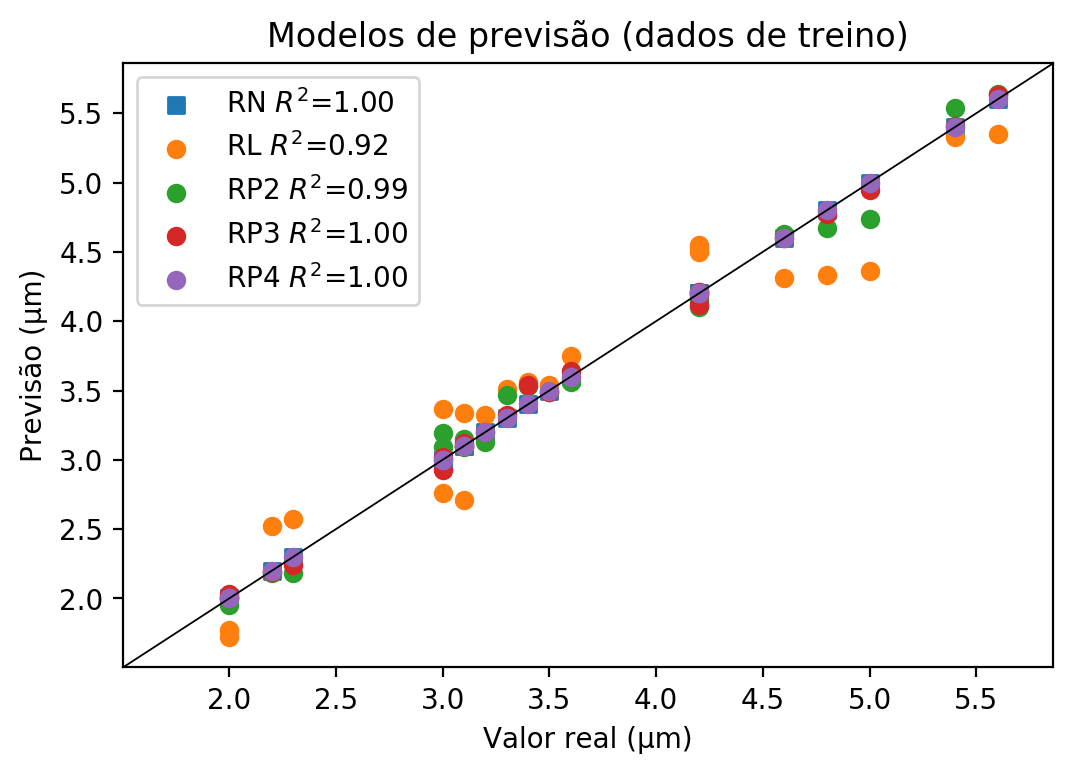 Modelos de previsão (dados de treino)
RN R²=1.00
RL R²=0.92
RP2 R²=0.99
RP3 R²=1.00
RP4 R²=1.00
5.5
5.0
4.5
4.0
3.5
3.0
2.5
2.0
Previsão (μm)
2.0 2.5 3.0 3.5 4.0 4.5 5.0 5.5
Valor real (μm)